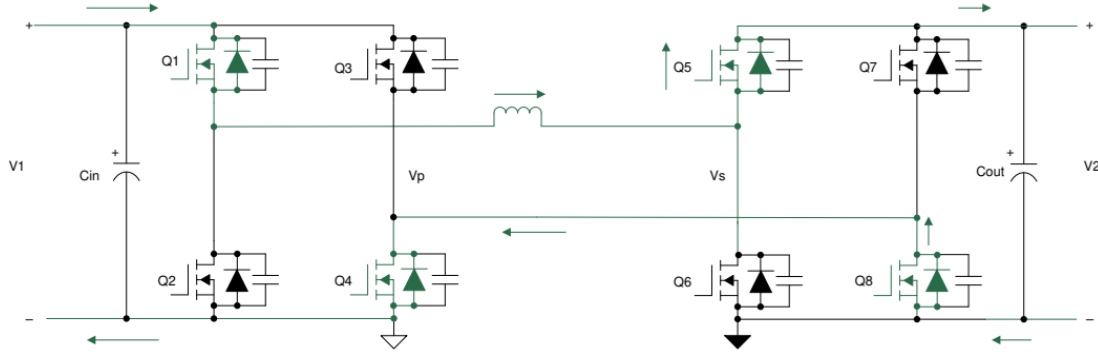 +
+
Q1
Q3
Q5
Q7
+
+
V1
Cin
Vp
Vs
Cout
V2
Q2
Q4
Q6
Q8
−
−